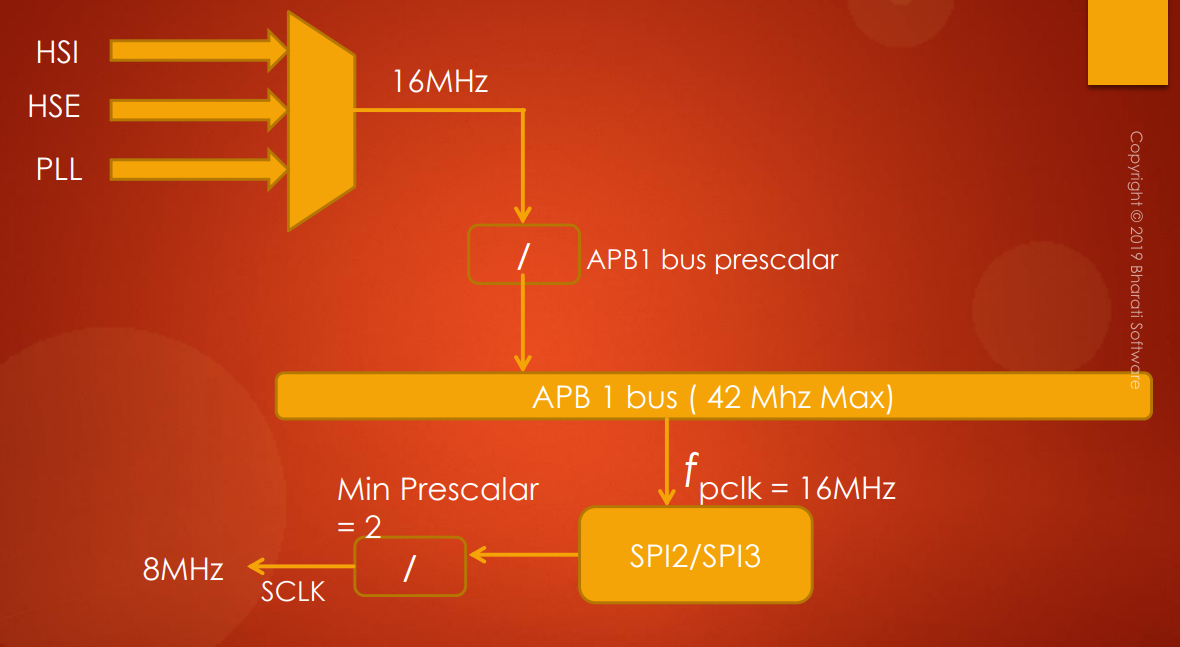 HSI
16MHz
HSE
PLL
/
APB1 bus prescalar
APB 1 bus ( 42 Mhz Max)
f pclk = 16MHz
Min Prescalar
= 2
SPI2/SPI3
/
8MHz
SCLK
Copyright © 2019 Bharati Software